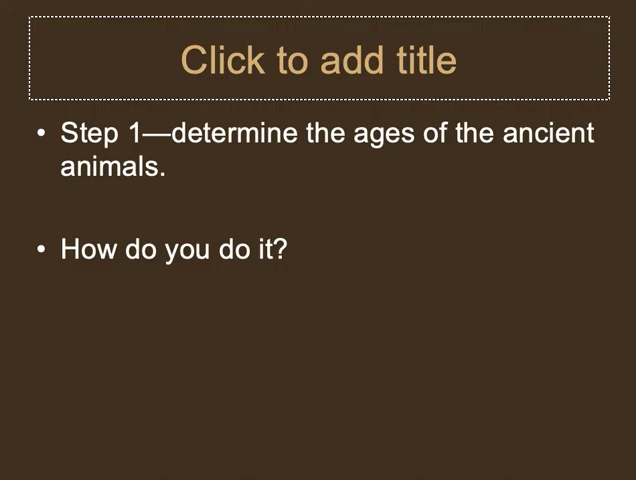 Click to add title
• Step 1—determine the ages of the ancient
animals.
• How do you do it?